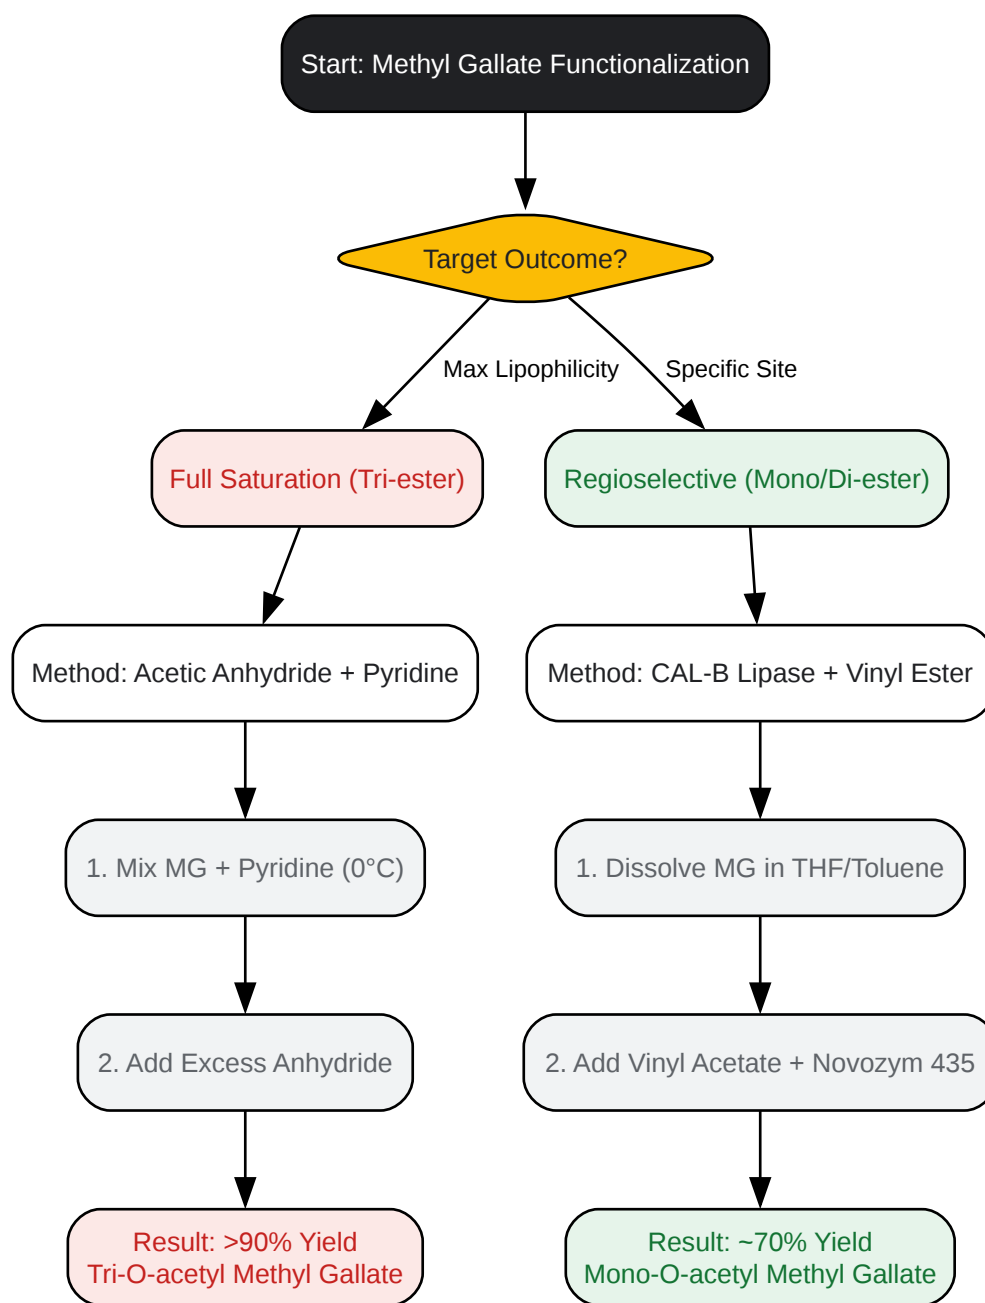 Start: Methyl Gallate Functionalization
Target Outcome?
Max Lipophilicity
Specific Site
Full Saturation (Tri-ester)
Regioselective (Mono/Di-ester)
Method: Acetic Anhydride + Pyridine
Method: CAL-B Lipase + Vinyl Ester
1. Mix MG + Pyridine (0°C)
1. Dissolve MG in THF/Toluene
2. Add Excess Anhydride
2. Add Vinyl Acetate + Novozym 435
Result: >90% Yield
Tri-O-acetyl Methyl Gallate
Result: ~70% Yield
Mono-O-acetyl Methyl Gallate